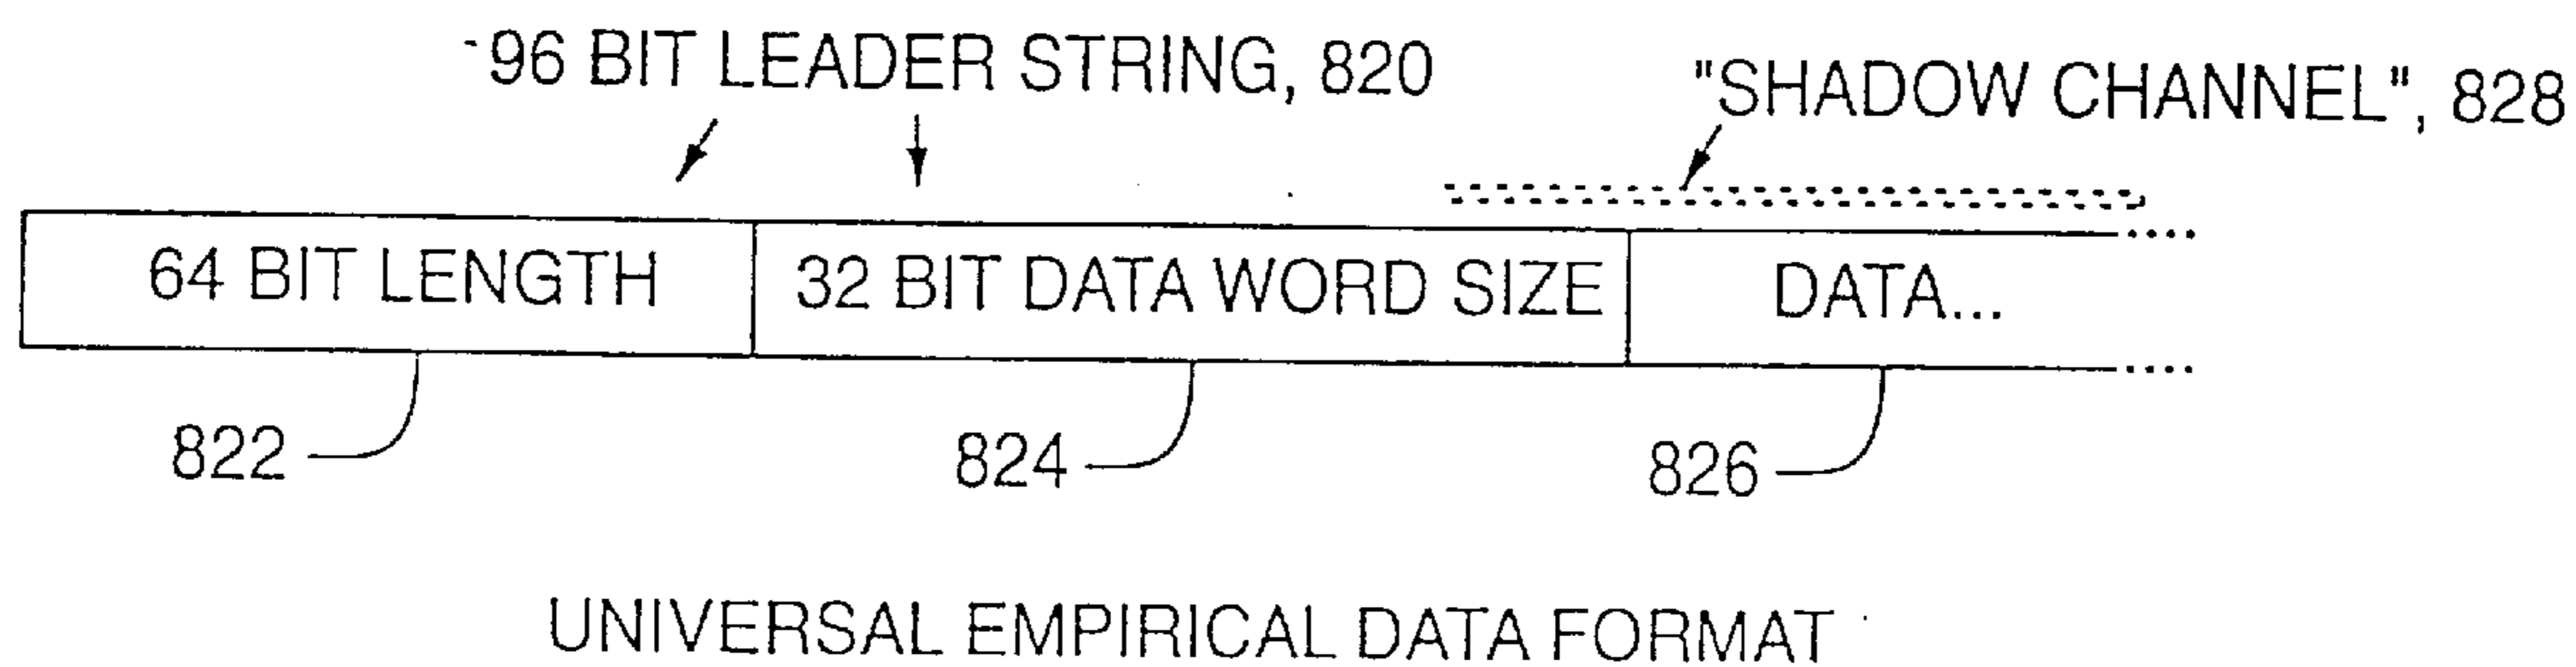 96 BIT LEADER STRING, 820
"SHADOW CHANNEL", 828
64 BIT LENGTH
32 BIT DATA WORD SIZE
DATA...
822
824
826
UNIVERSAL EMPIRICAL DATA FORMAT